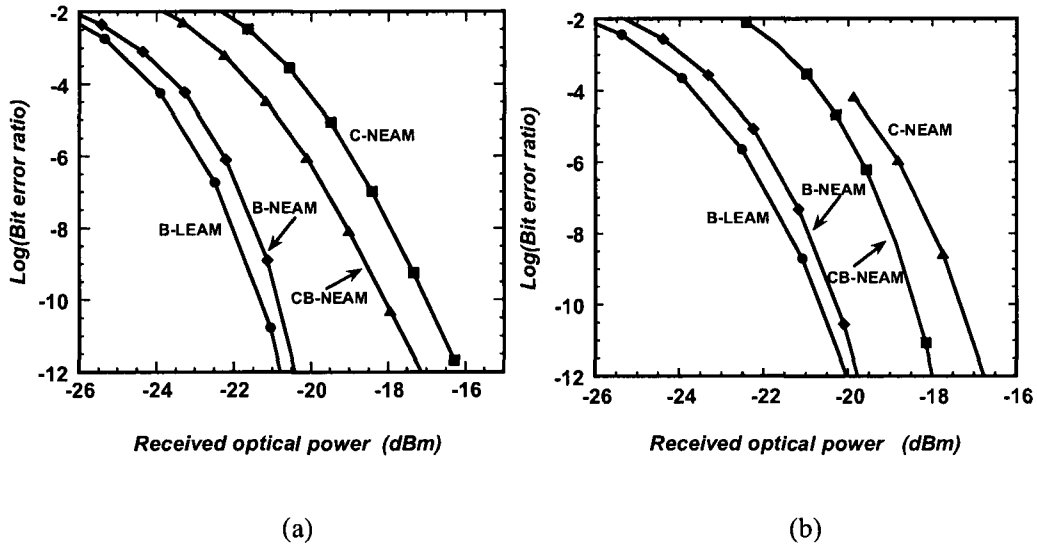 -2
-4
-6
-8
-10
-12
Log(Bit error ratio)
C-NEAM
B-NEAM
B-LEAM
CB-NEAM
-26 -24 -22 -20 -18 -16
Received optical power (dBm)
(a)
-2
-4
-6
-8
-10
-12
Log(Bit error ratio)
C-NEAM
B-NEAM
B-LEAM
CB-NEAM
-26 -24 -22 -20 -18 -16
Received optical power (dBm)
(b)